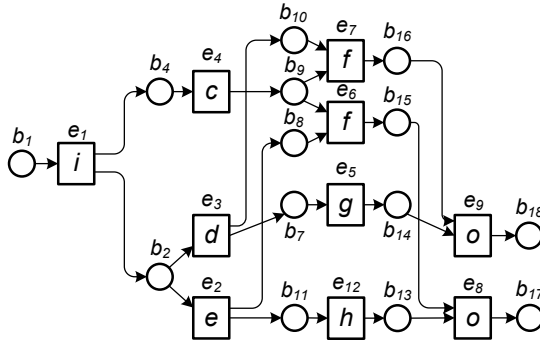 b10 e7 b16
b4 e4 b9 f
c e6
b8 f b15
b1 e1
i
e5
e3 g e9 b18
d b7 b14 o
b2
e2 b11 e12 b13 e8 b17
e h o